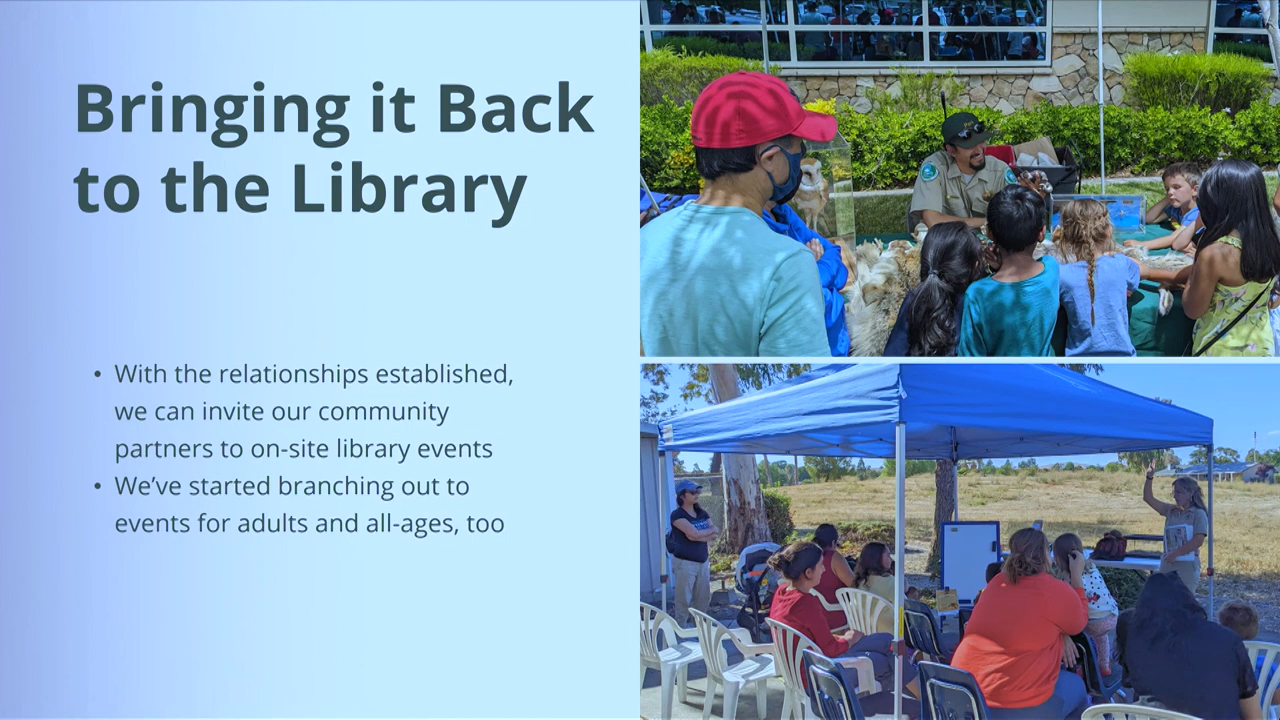 Bringing it Back
to the Library
• With the relationships established,
we can invite our community
partners to on-site library events
• We’ve started branching out to
events for adults and all-ages, too